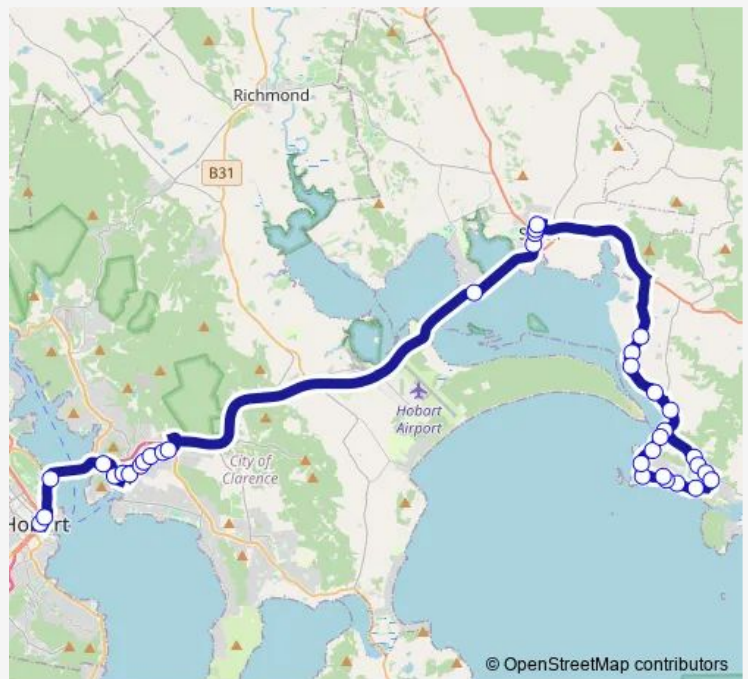 Richmond
B31
Hobart
Airport
City of
Clarence
© OpenStreetMap contributors